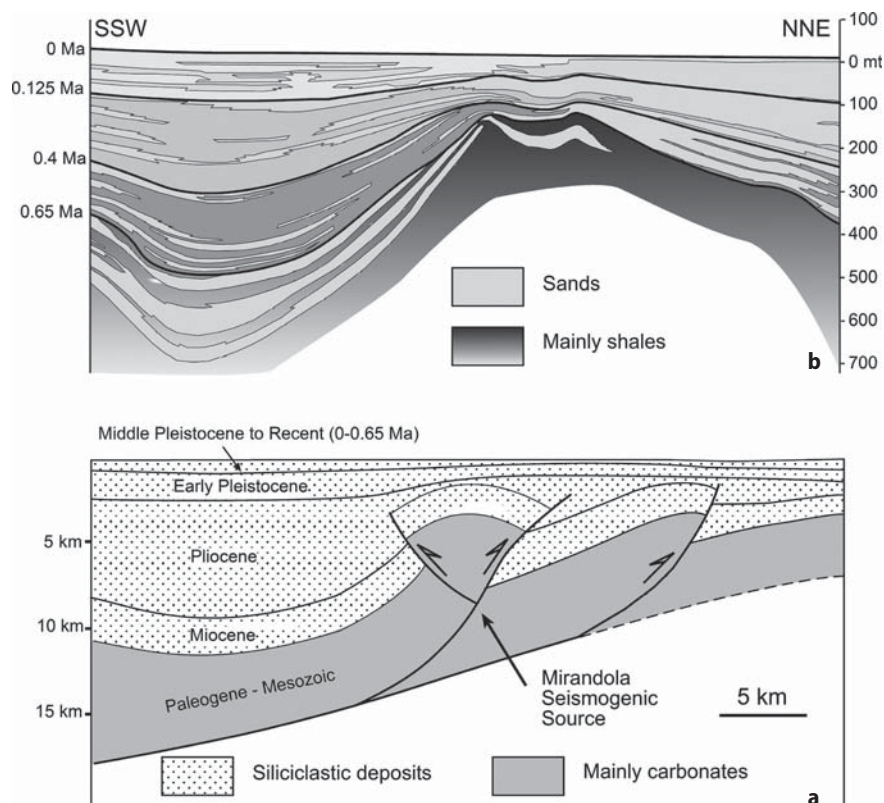 SSW
NNE
100
0 Ma
0 mt
0.125 Ma
100
0.4 Ma
200
0.65 Ma
300
400
Sands
500
600
Mainly shales
b
700
Middle Pleistocene to Recent (0-0.65 Ma)
Early Pleistocene
5 km
Pliocene
10 km
Miocene
Paleogene - Mesozoic
Mirandola
Seismogenic
Source
5 km
15 km
Siliciclastic deposits
Mainly carbonates
a